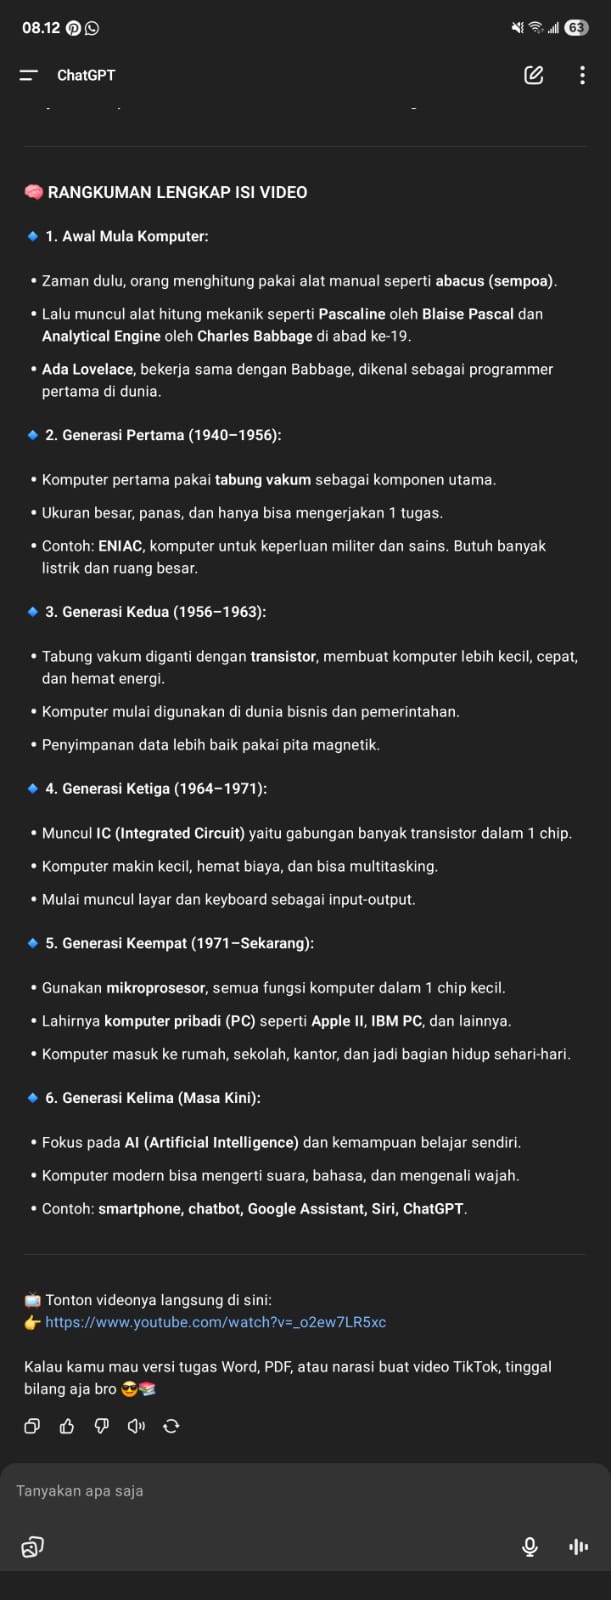 08.12
63
ChatGPT
🧠 RANGKUMAN LENGKAP ISI VIDEO
🔹 1. Awal Mula Komputer:
• Zaman dulu, orang menghitung pakai alat manual seperti abacus (sempoa).
• Lalu muncul alat hitung mekanik seperti Pascaline oleh Blaise Pascal dan
Analytical Engine oleh Charles Babbage di abad ke-19.
• Ada Lovelace, bekerja sama dengan Babbage, dikenal sebagai programmer
pertama di dunia.
🔹 2. Generasi Pertama (1940–1956):
• Komputer pertama pakai tabung vakum sebagai komponen utama.
• Ukuran besar, panas, dan hanya bisa mengerjakan 1 tugas.
• Contoh: ENIAC, komputer untuk keperluan militer dan sains. Butuh banyak
listrik dan ruang besar.
🔹 3. Generasi Kedua (1956–1963):
• Tabung vakum diganti dengan transistor, membuat komputer lebih kecil, cepat,
dan hemat energi.
• Komputer mulai digunakan di dunia bisnis dan pemerintahan.
• Penyimpanan data lebih baik pakai pita magnetik.
🔹 4. Generasi Ketiga (1964–1971):
• Muncul IC (Integrated Circuit) yaitu gabungan banyak transistor dalam 1 chip.
• Komputer makin kecil, hemat biaya, dan bisa multitasking.
• Mulai muncul layar dan keyboard sebagai input-output.
🔹 5. Generasi Keempat (1971–Sekarang):
• Gunakan mikroprosesor, semua fungsi komputer dalam 1 chip kecil.
• Lahirnya komputer pribadi (PC) seperti Apple II, IBM PC, dan lainnya.
• Komputer masuk ke rumah, sekolah, kantor, dan jadi bagian hidup sehari-hari.
🔹 6. Generasi Kelima (Masa Kini):
• Fokus pada AI (Artificial Intelligence) dan kemampuan belajar sendiri.
• Komputer modern bisa mengerti suara, bahasa, dan mengenali wajah.
• Contoh: smartphone, chatbot, Google Assistant, Siri, ChatGPT.
📺 Tonton videonya langsung di sini:
👉 https://www.youtube.com/watch?v=_o2ew7LR5xc
Kalau kamu mau versi tugas Word, PDF, atau narasi buat video TikTok, tinggal
bilang aja bro 😎📚
Tanyakan apa saja